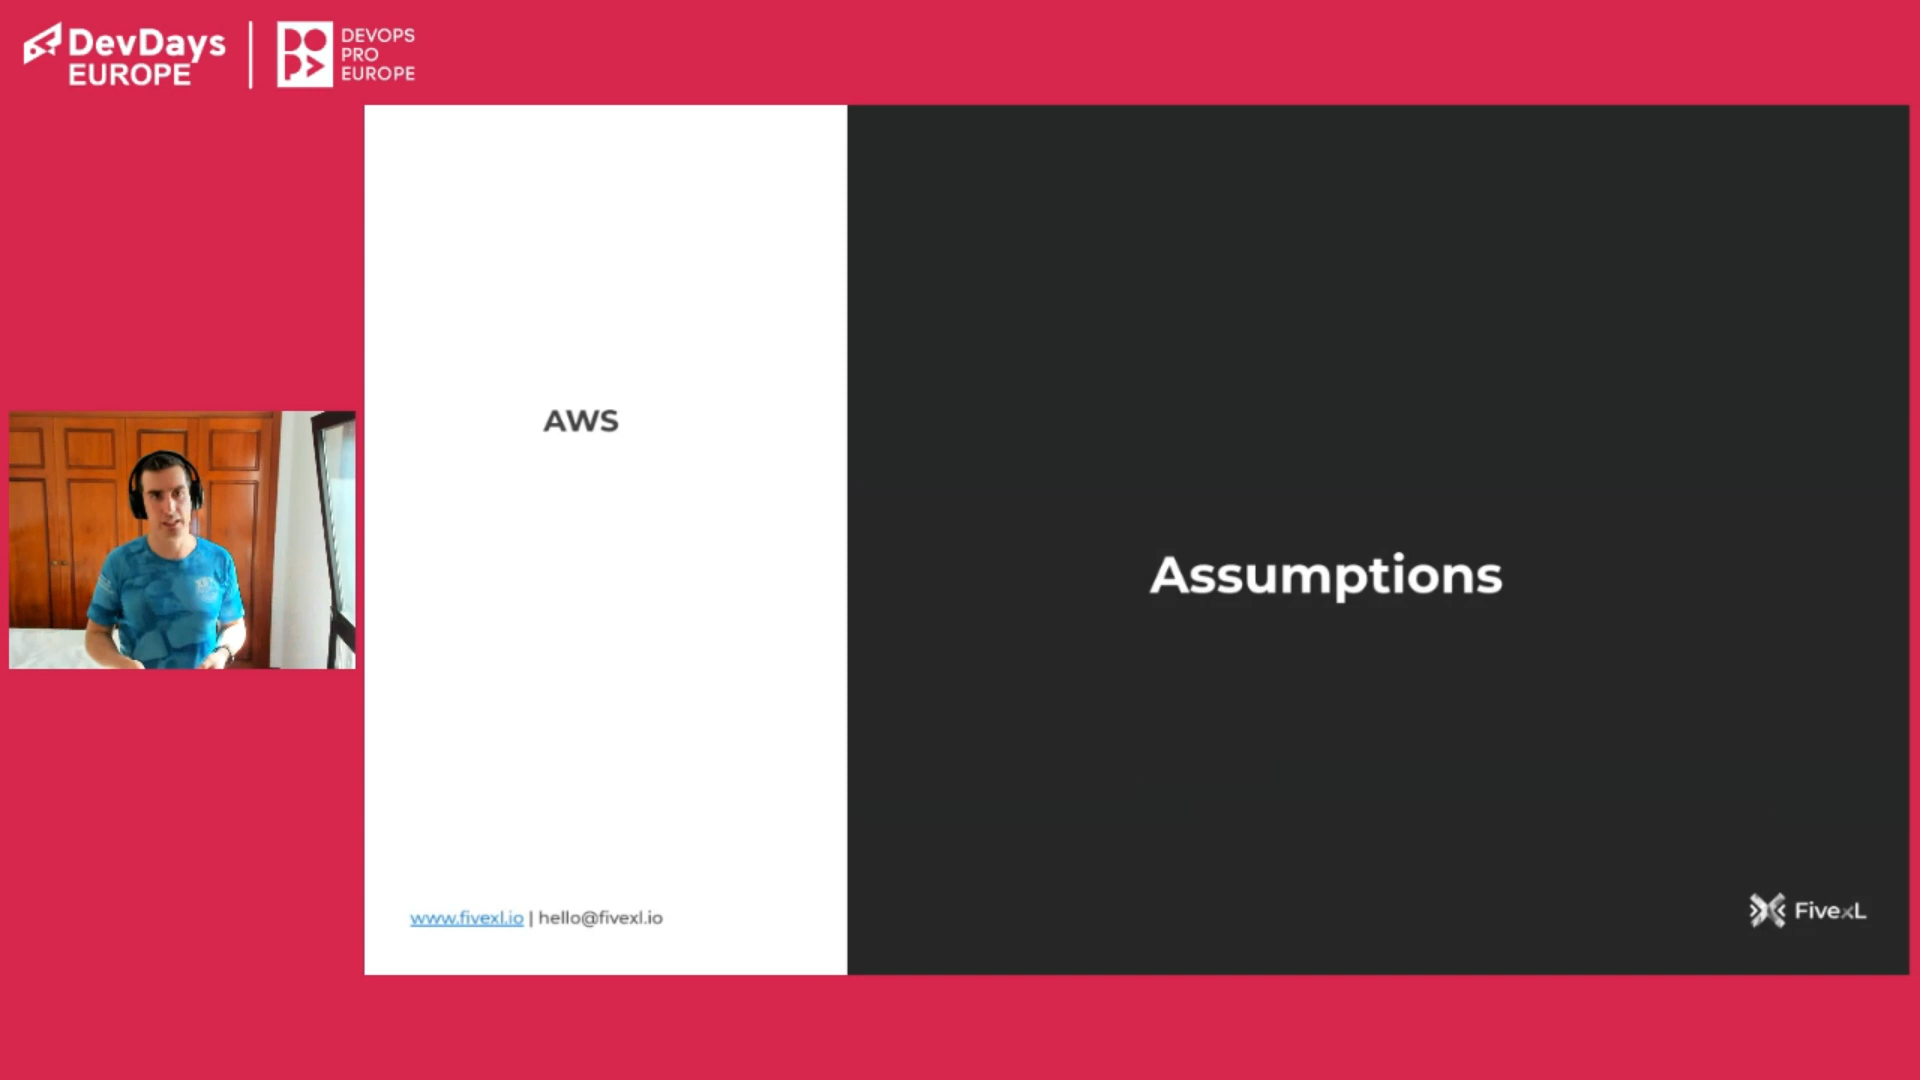 DevDays
EUROPE
DEVOPS
PRO
EUROPE
AWS
Assumptions
www.fivexl.io | hello@fivexl.io
FivexL